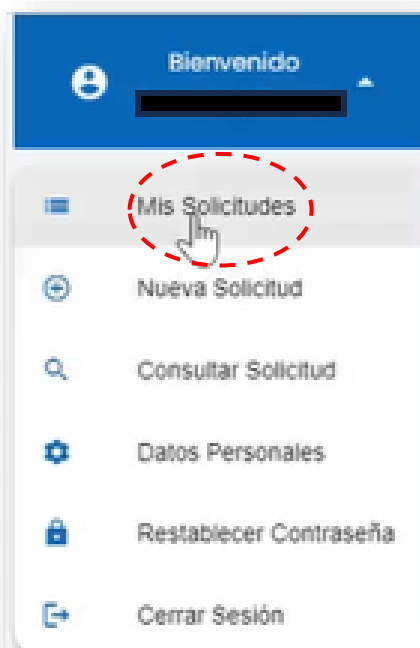 Bienvenido
Mis Solicitudes
Nueva Solicitud
Consultar Solicitud
Datos Personales
Restablecer Contraseña
Cerrar Sesión